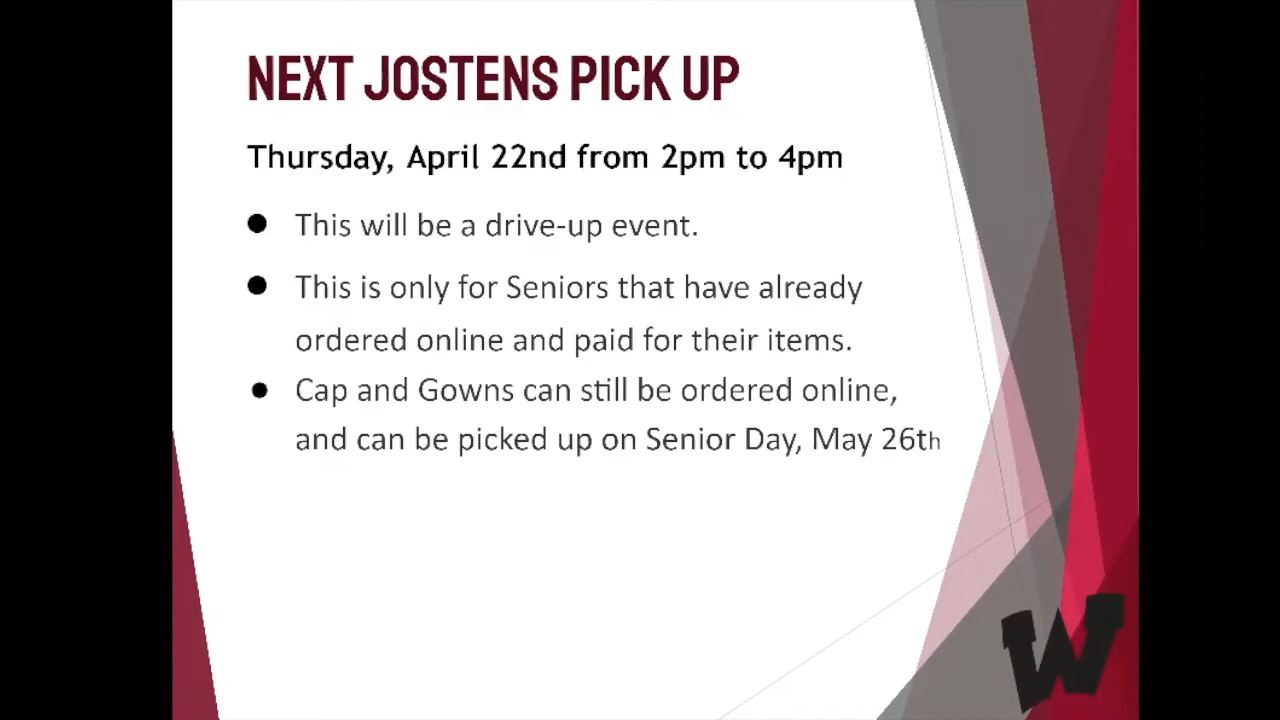 NEXT JOSTENS PICK UP
Thursday, April 22nd from 2pm to 4pm
● This will be a drive-up event.
● This is only for Seniors that have already
ordered online and paid for their items.
● Cap and Gowns can still be ordered online,
and can be picked up on Senior Day, May 26th
W